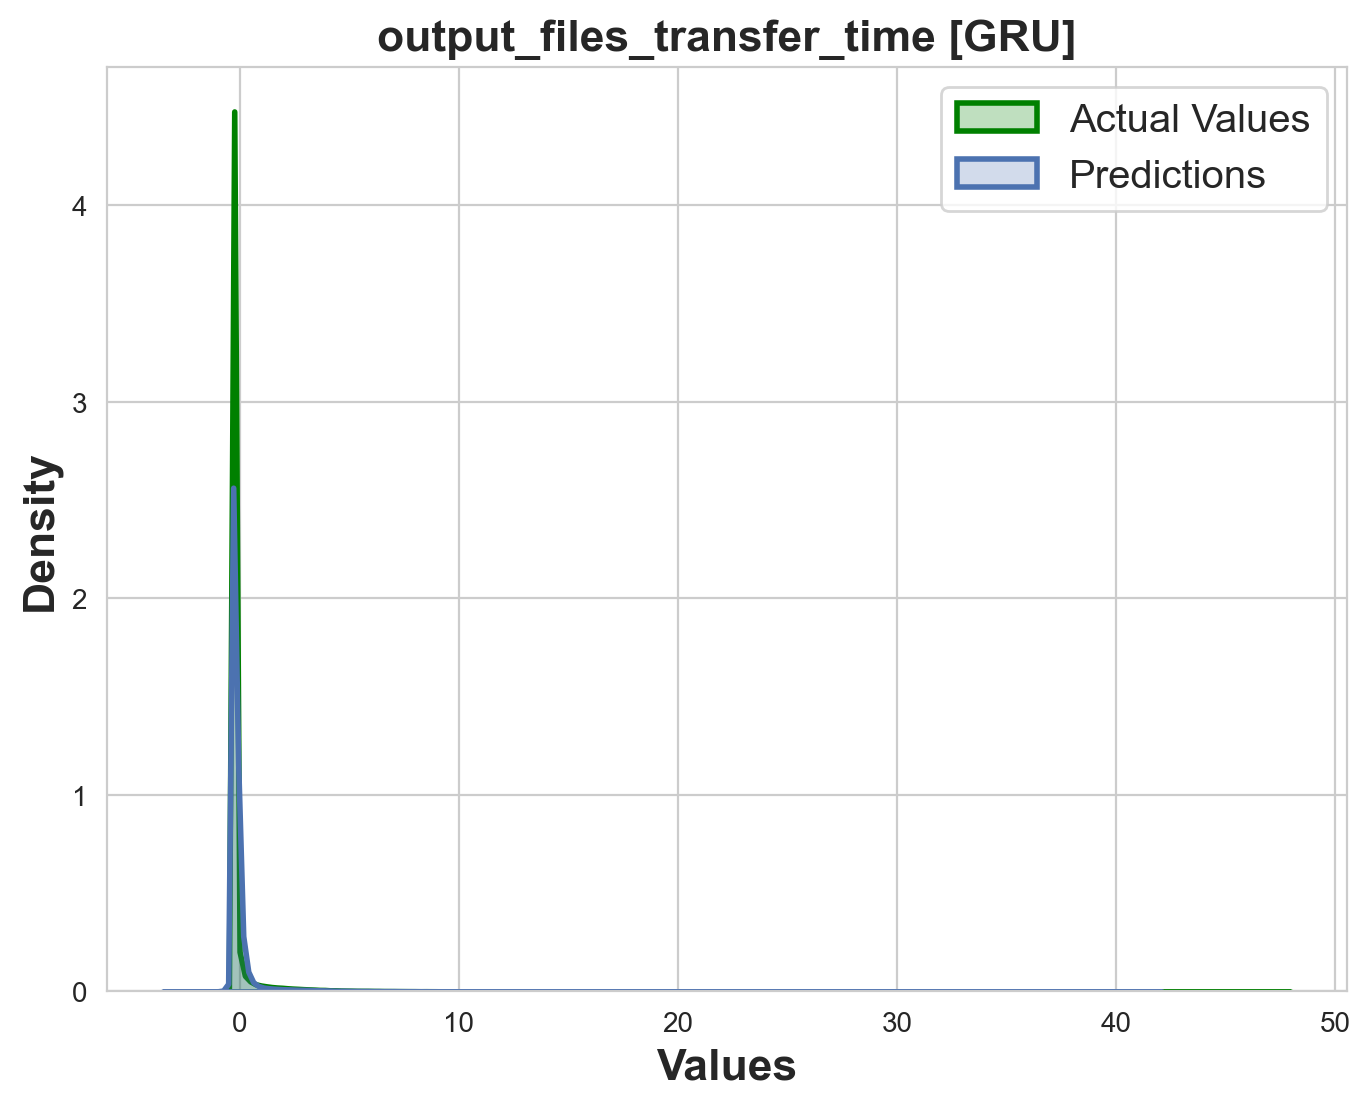 output_files_transfer_time [GRU]
Actual Values
Predictions
Density
4
3
2
1
0
0 10 20 30 40 50
Values